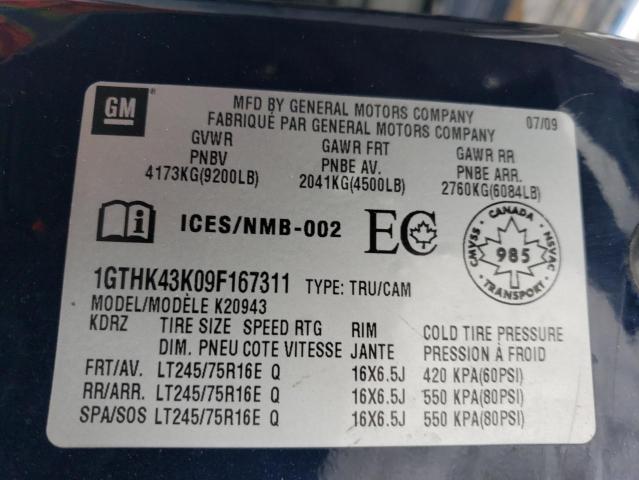 GM
MFD BY GENERAL MOTORS COMPANY 07/09
FABRIQUÉ PAR GENERAL MOTORS COMPANY
GVWR GAWR FRT GAWR RR
PNBV PNBE AV. PNBE ARR.
4173KG(9200LB) 2041KG(4500LB) 2760KG(6084LB)
i ICES/NMB-002 EC
CANADA
CMVSS 985 NSVAC
TRANSPORT
1GTHK43K09F167311 TYPE: TRU/CAM
MODEL/MODÈLE K20943
KDRZ TIRE SIZE SPEED RTG RIM COLD TIRE PRESSURE
DIM. PNEU COTE VITESSE JANTE PRESSION À FROID
FRT/AV. LT245/75R16E Q 16X6.5J 420 KPA(60PSI)
RR/ARR. LT245/75R16E Q 16X6.5J 550 KPA(80PSI)
SPA/SOS LT245/75R16E Q 16X6.5J 550 KPA(80PSI)